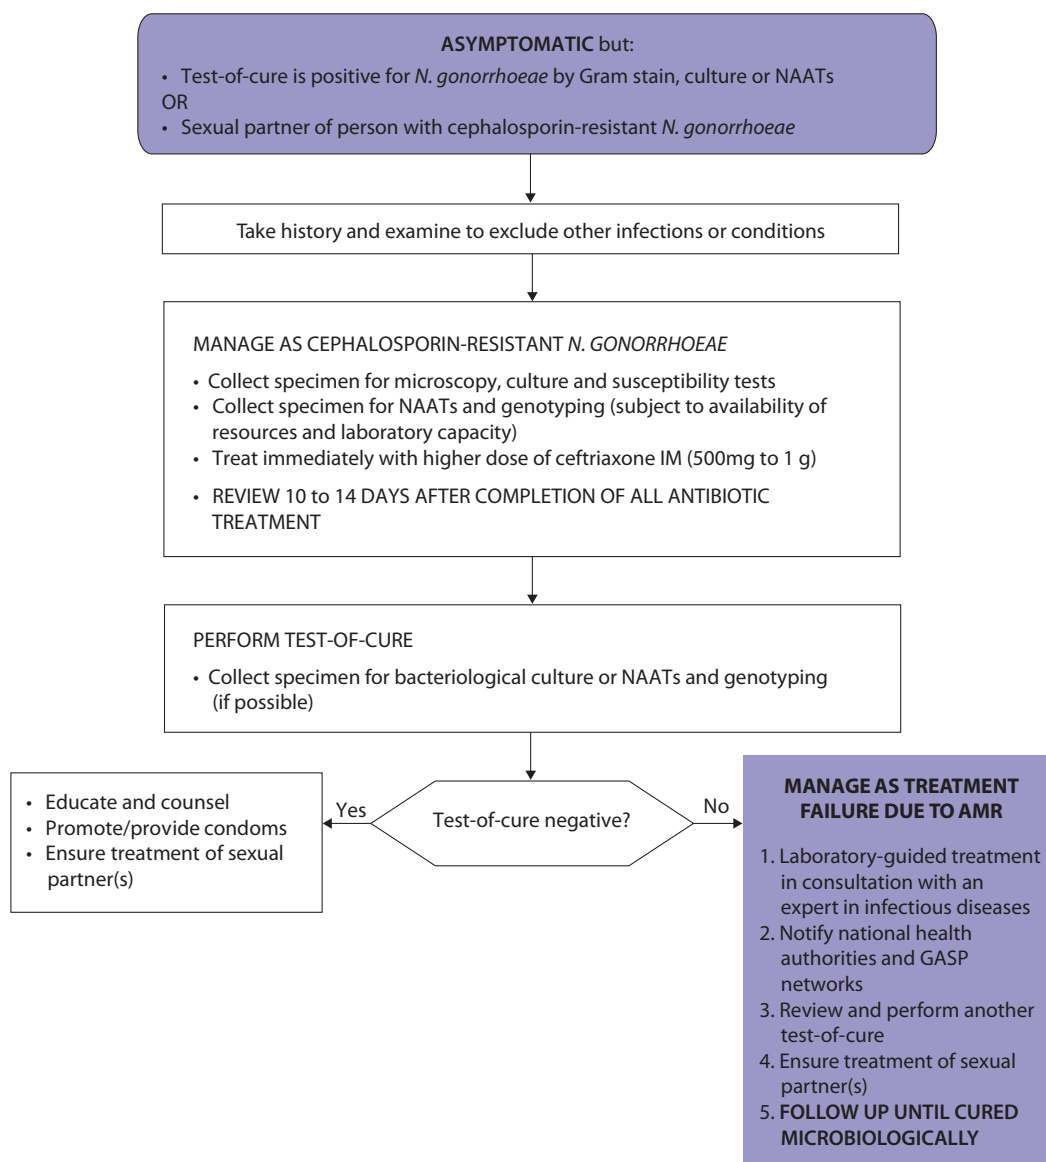 ASYMPTOMATIC but:
• Test-of-cure is positive for N. gonorrhoeae by Gram stain, culture or NAATs
OR
• Sexual partner of person with cephalosporin-resistant N. gonorrhoeae
Take history and examine to exclude other infections or conditions
MANAGE AS CEPHALOSPORIN-RESISTANT N. GONORRHOEAE
• Collect specimen for microscopy, culture and susceptibility tests
• Collect specimen for NAATs and genotyping (subject to availability of
resources and laboratory capacity)
• Treat immediately with higher dose of ceftriaxone IM (500mg to 1 g)
• REVIEW 10 to 14 DAYS AFTER COMPLETION OF ALL ANTIBIOTIC
TREATMENT
PERFORM TEST-OF-CURE
• Collect specimen for bacteriological culture or NAATs and genotyping
(if possible)
Test-of-cure negative?
Yes
• Educate and counsel
• Promote/provide condoms
• Ensure treatment of sexual
partner(s)
No
MANAGE AS TREATMENT
FAILURE DUE TO AMR
1. Laboratory-guided treatment
in consultation with an
expert in infectious diseases
2. Notify national health
authorities and GASP
networks
3. Review and perform another
test-of-cure
4. Ensure treatment of sexual
partner(s)
5. FOLLOW UP UNTIL CURED
MICROBIOLOGICALLY